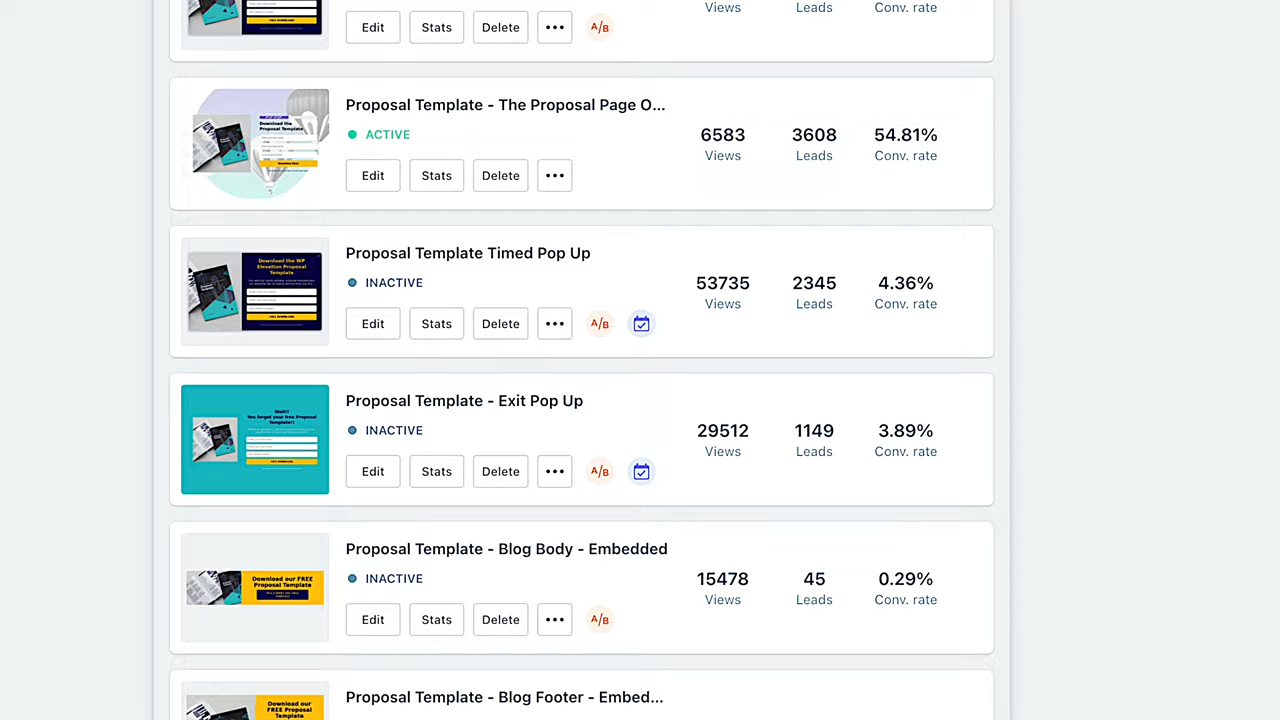 Views Leads Conv. rate
Edit Stats Delete ••• A/B
Proposal Template - The Proposal Page O...
ACTIVE
6583 3608 54.81%
Views Leads Conv. rate
Download the
Proposal Template
Edit Stats Delete •••
Proposal Template Timed Pop Up
INACTIVE
53735 2345 4.36%
Views Leads Conv. rate
Download the WP
Elevation Proposal
Template
Edit Stats Delete ••• A/B
Proposal Template - Exit Pop Up
INACTIVE
29512 1149 3.89%
Views Leads Conv. rate
Wait!!
You forgot your free Proposal
Template!!
Edit Stats Delete ••• A/B
Proposal Template - Blog Body - Embedded
INACTIVE
15478 45 0.29%
Views Leads Conv. rate
Download our FREE
Proposal Template
Edit Stats Delete ••• A/B
Proposal Template - Blog Footer - Embed...
Download our
FREE Proposal
Template